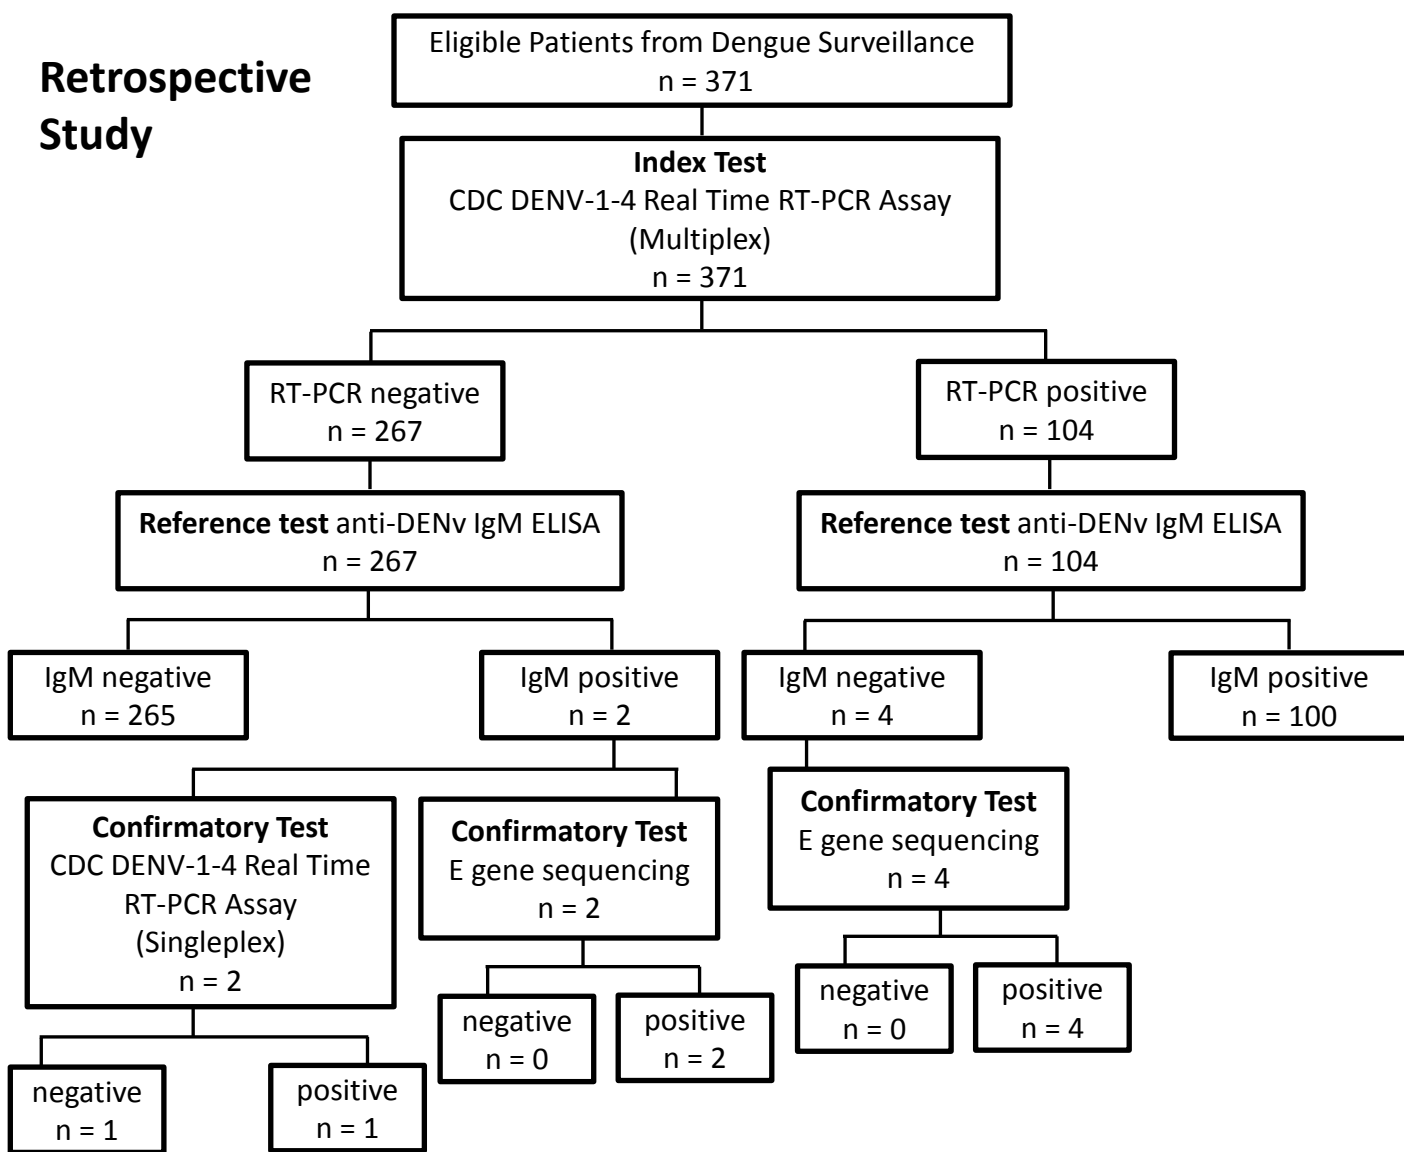 Retrospective
Study
Eligible Patients from Dengue Surveillance
n = 371
Index Test
CDC DENV-1-4 Real Time RT-PCR Assay
(Multiplex)
n = 371
RT-PCR negative
n = 267
RT-PCR positive
n = 104
Reference test anti-DENv IgM ELISA
n = 267
Reference test anti-DENv IgM ELISA
n = 104
IgM negative
n = 265
IgM positive
n = 2
IgM negative
n = 4
IgM positive
n = 100
Confirmatory Test
CDC DENV-1-4 Real Time
RT-PCR Assay
(Singleplex)
n = 2
Confirmatory Test
E gene sequencing
n = 2
Confirmatory Test
E gene sequencing
n = 4
negative
n = 1
positive
n = 1
negative
n = 0
positive
n = 2
negative
n = 0
positive
n = 4